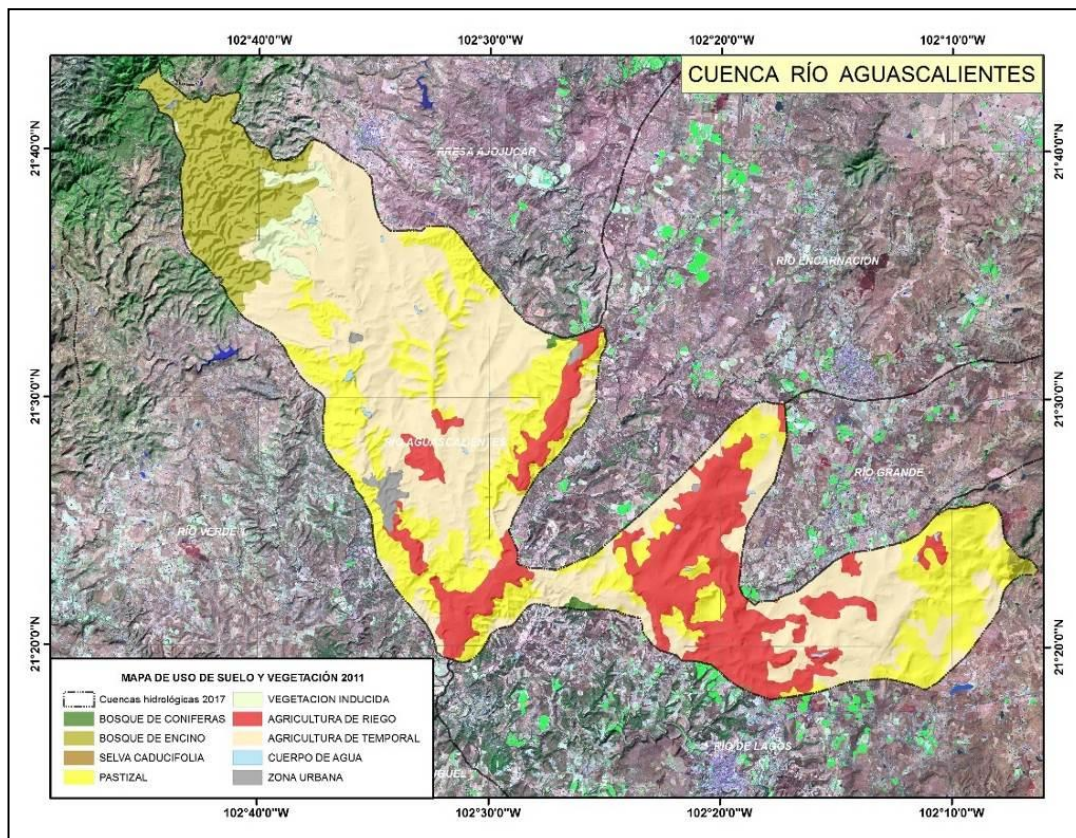 102°40'0"W
102°30'0"W
102°20'0"W
102°10'0"W
CUENCA RÍO AGUASCALIENTES
21°40'0"N
21°40'0"N
PRESA AJOJUCAR
RÍO ENCARNACIÓN
21°30'0"N
21°30'0"N
RÍO AGUASCALIENTES
RÍO GRANDE
RÍO VERDE
21°20'0"N
21°20'0"N
MAPA DE USO DE SUELO Y VEGETACIÓN 2011
Cuencas hidrológicas 2017
VEGETACION INDUCIDA
BOSQUE DE CONIFERAS
AGRICULTURA DE RIEGO
BOSQUE DE ENCINO
AGRICULTURA DE TEMPORAL
SELVA CADUCIFOLIA
CUERPO DE AGUA
PASTIZAL
ZONA URBANA
RÍO DE LAGOS
102°40'0"W
102°30'0"W
102°20'0"W
102°10'0"W